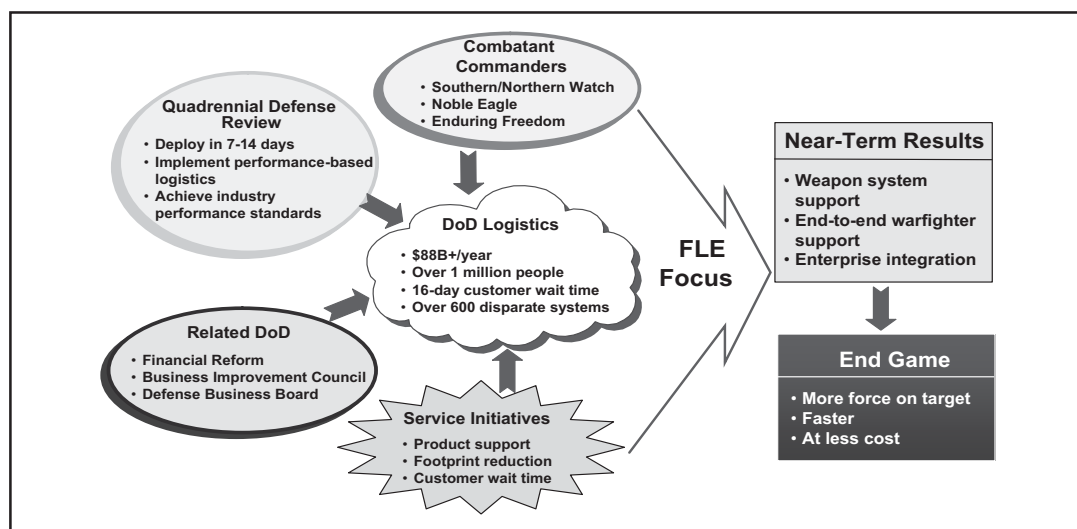 Combatant
Commanders
• Southern/Northern Watch
• Noble Eagle
• Enduring Freedom
Quadrennial Defense
Review
• Deploy in 7-14 days
• Implement performance-based
logistics
• Achieve industry
performance standards
DoD Logistics
• $88B+/year
• Over 1 million people
• 16-day customer wait time
• Over 600 disparate systems
Related DoD
• Financial Reform
• Business Improvement Council
• Defense Business Board
Service Initiatives
• Product support
• Footprint reduction
• Customer wait time
FLE
Focus
Near-Term Results
• Weapon system
support
• End-to-end warfighter
support
• Enterprise integration
End Game
• More force on target
• Faster
• At less cost